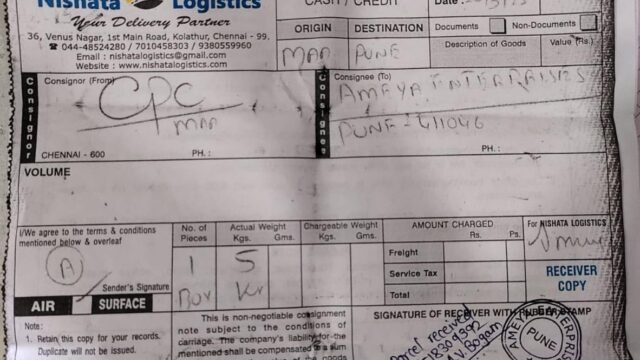 Nishata Logistics
Your Delivery Partner
36, Venus Nagar, 1st Main Road, Kolathur, Chennai - 99.
☎ 044-48524280 / 7010458303 / 9380559960
Email : nishatalogistics@gmail.com
Website : www.nishatalogistics.com
CASH / CREDIT
Date :
ORIGIN DESTINATION
MAA PUNE
Documents Non-Documents
Description of Goods Value (Rs.)
Consignor
Consignor (From)
CPC
MAA
CHENNAI - 600 PH. :
Consignee
Consignee (To)
AMEYA ENTERPRISES
PUNE - 411046
PH. :
VOLUME
I/We agree to the terms & conditions
mentioned below & overleaf
A
Sender's Signature
AIR SURFACE
No. of Pieces
1
Box
Actual Weight
Kgs. Gms.
5
Kg
Chargeable Weight
Kgs. Gms.
AMOUNT CHARGED
Rs. Ps.
Freight
Service Tax
Total
For NISHATA LOGISTICS
RECEIVER
COPY
Note :
1. Retain this copy for your records.
Duplicate will not be issued.
This is non-negotiable consignment
note subject to the conditions of
carriage. The company's liability for the
mentioned shall be compensated to a sum
the goods
SIGNATURE OF RECEIVER WITH RUBBER STAMP
Parcel received
PUNE